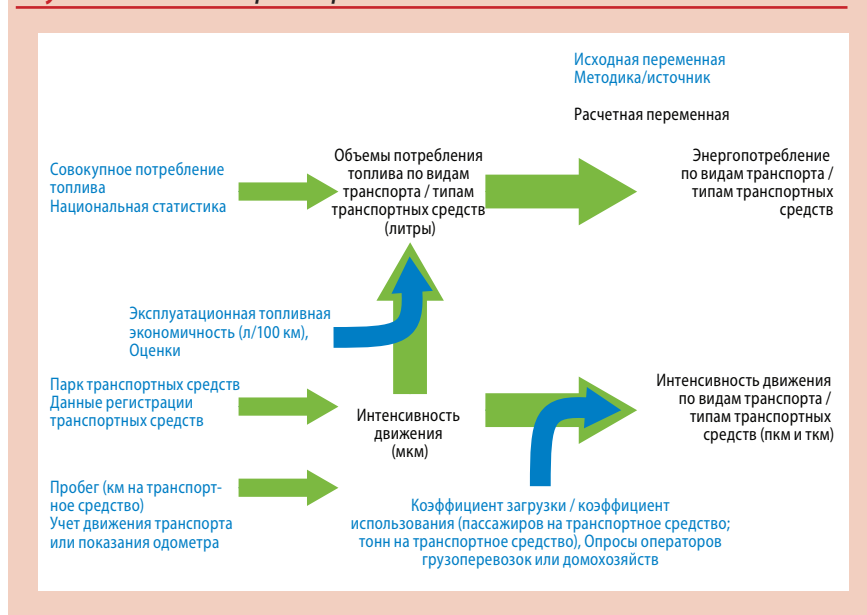 Исходная переменная
Методика/источник
Расчетная переменная
Совокупное потребление
топлива
Национальная статистика
Объемы потребления
топлива по видам
транспорта / типам
транспортных средств
(литры)
Энергопотребление
по видам транспорта /
типам транспортных
средств
Эксплуатационная топливная
экономичность (л/100 км),
Оценки
Парк транспортных средств
Данные регистрации
транспортных средств
Интенсивность
движения
(мкм)
Интенсивность движения
по видам транспорта /
типам транспортных
средств (пкм и ткм)
Пробег (км на транспорт-
ное средство)
Учет движения транспорта
или показания одометра
Коэффициент загрузки / коэффициент
использования (пассажиров на транспортное средство;
тонн на транспортное средство), Опросы операторов
грузоперевозок или домохозяйств